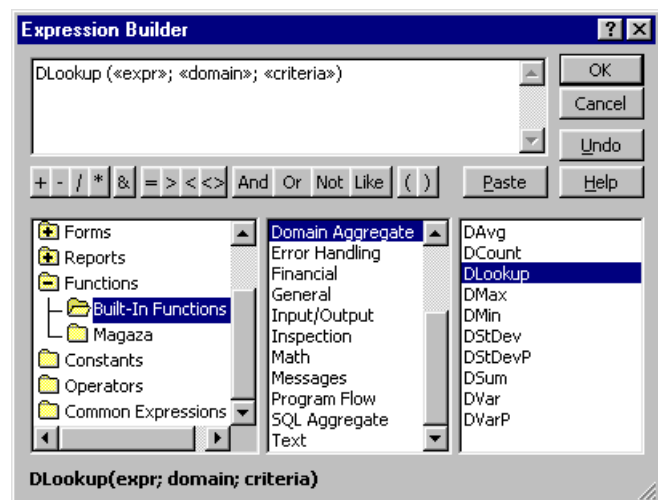 Expression Builder
DLookup («expr»; «domain»; «criteria»)
OK
Cancel
Undo
+ - / * & = > < <> And Or Not Like ( )
Paste
Help
Forms
Reports
Functions
Built-In Functions
Magaza
Constants
Operators
Common Expressions
Domain Aggregate
Error Handling
Financial
General
Input/Output
Inspection
Math
Messages
Program Flow
SQL Aggregate
Text
DAvg
DCount
DLookup
DMax
DMin
DStDev
DStDevP
DSum
DVar
DVarP
DLookup(expr; domain; criteria)